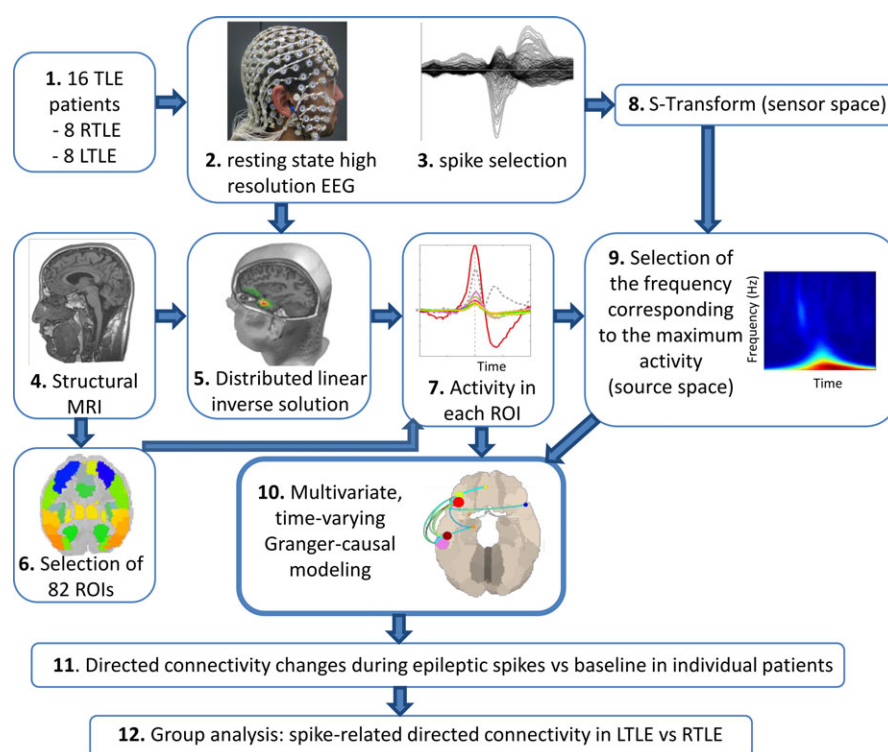 1. 16 TLE
patients
- 8 RTLE
- 8 LTLE
2. resting state high
resolution EEG
3. spike selection
8. S-Transform (sensor space)
4. Structural
MRI
5. Distributed linear
inverse solution
Time
7. Activity in
each ROI
9. Selection of
the frequency
corresponding
to the maximum
activity
(source space)
Frequency (Hz)
Time
6. Selection of
82 ROIs
10. Multivariate,
time-varying
Granger-causal
modeling
11. Directed connectivity changes during epileptic spikes vs baseline in individual patients
12. Group analysis: spike-related directed connectivity in LTLE vs RTLE